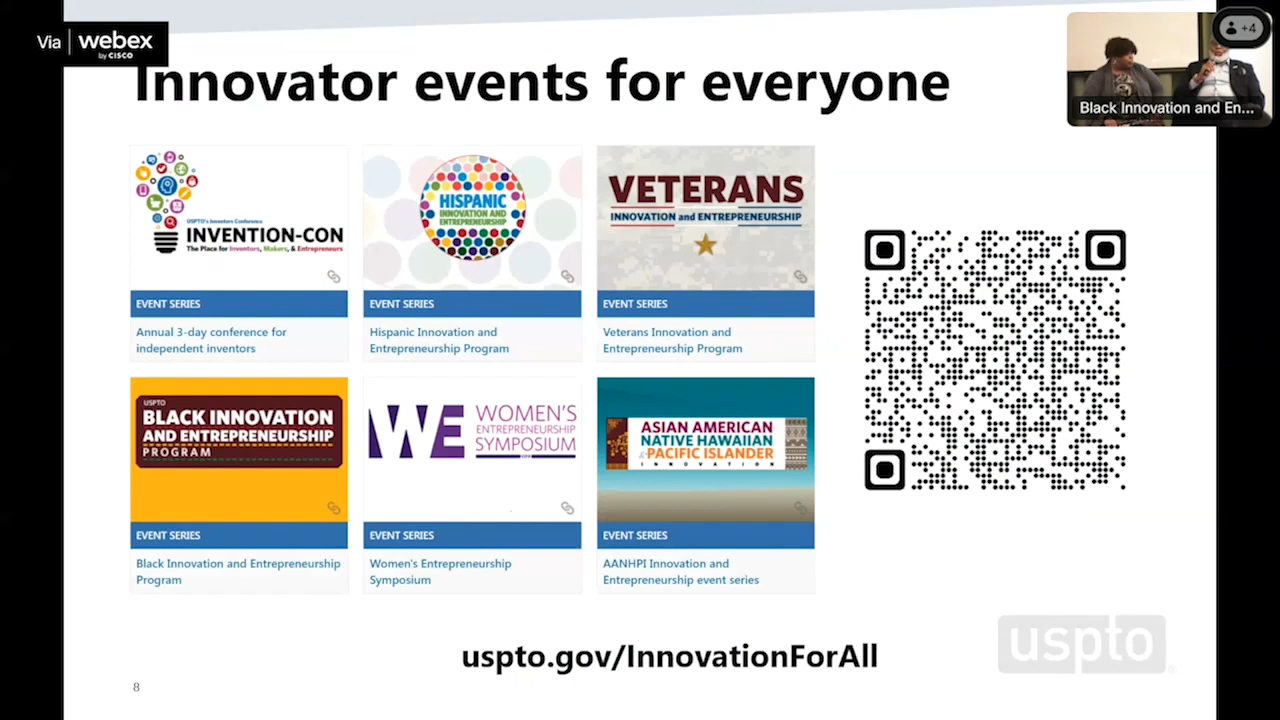 Via webex
by CISCO
+4
Innovator events for everyone
Black Innovation and En...
USPTO's Inventors Conference
INVENTION-CON
The Place for Inventors, Makers, & Entrepreneurs
EVENT SERIES
Annual 3-day conference for
independent inventors
HISPANIC
INNOVATION AND
ENTREPRENEURSHIP
EVENT SERIES
Hispanic Innovation and
Entrepreneurship Program
VETERANS
INNOVATION and ENTREPRENEURSHIP
EVENT SERIES
Veterans Innovation and
Entrepreneurship Program
USPTO
BLACK INNOVATION
AND ENTREPRENEURSHIP
PROGRAM
EVENT SERIES
Black Innovation and Entrepreneurship
Program
WE WOMEN'S
ENTREPRENEURSHIP
SYMPOSIUM
EVENT SERIES
Women's Entrepreneurship
Symposium
ASIAN AMERICAN
NATIVE HAWAIIAN
& PACIFIC ISLANDER
INNOVATION
EVENT SERIES
AANHPI Innovation and
Entrepreneurship event series
uspto.gov/InnovationForAll
uspto
8